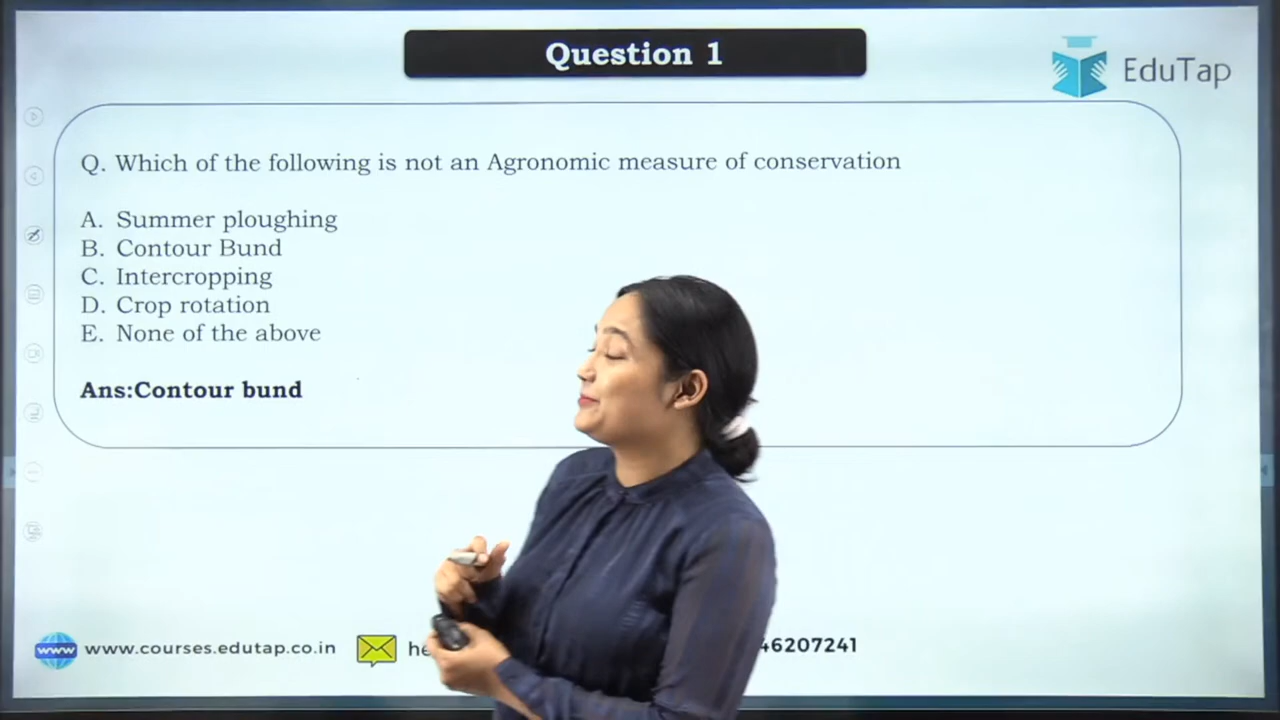 Question 1
EduTap
Q. Which of the following is not an Agronomic measure of conservation
A. Summer ploughing
B. Contour Bund
C. Intercropping
D. Crop rotation
E. None of the above
Ans:Contour bund
www www.courses.edutap.co.in 46207241